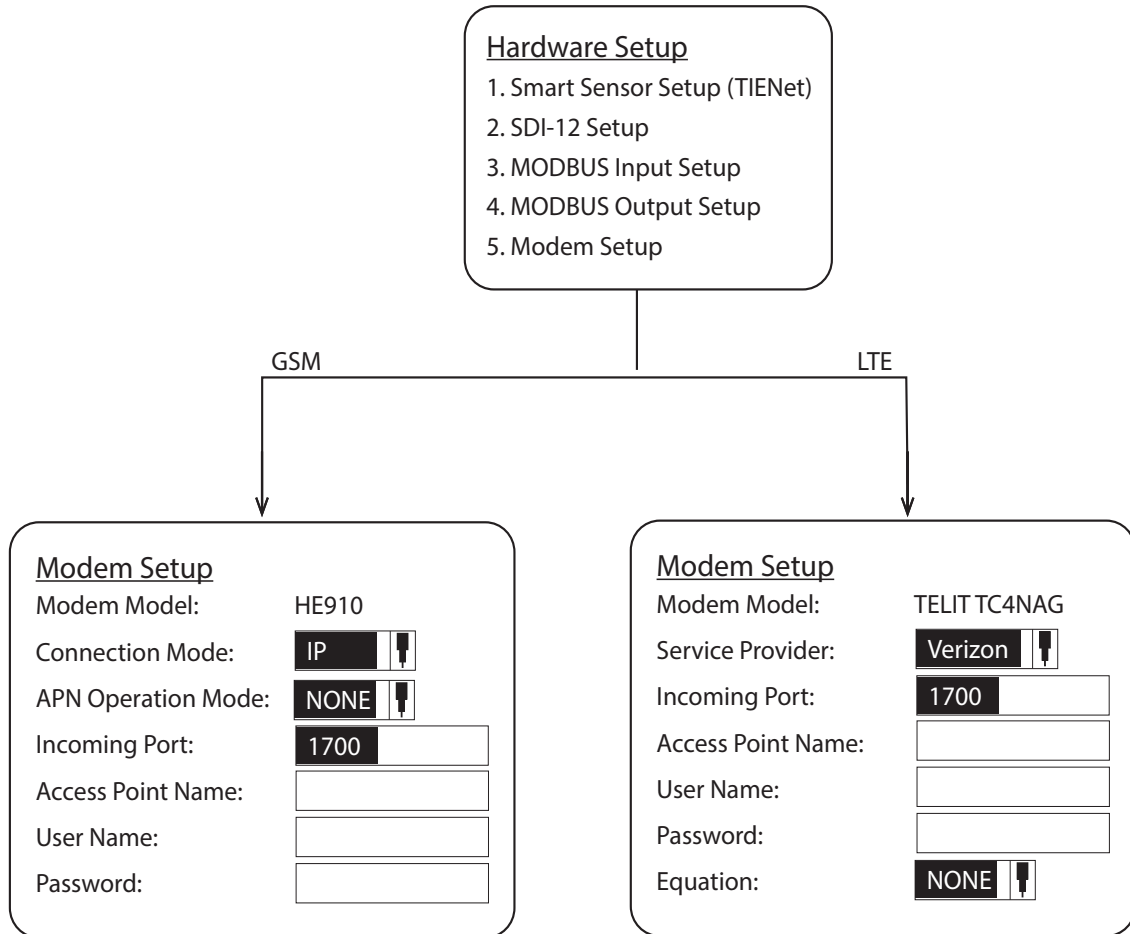 Hardware Setup
1. Smart Sensor Setup (TIENet)
2. SDI-12 Setup
3. MODBUS Input Setup
4. MODBUS Output Setup
5. Modem Setup
GSM
LTE
Modem Setup
Modem Model: HE910
Connection Mode: IP
APN Operation Mode: NONE
Incoming Port: 1700
Access Point Name:
User Name:
Password:
Modem Setup
Modem Model: TELIT TC4NAG
Service Provider: Verizon
Incoming Port: 1700
Access Point Name:
User Name:
Password:
Equation: NONE